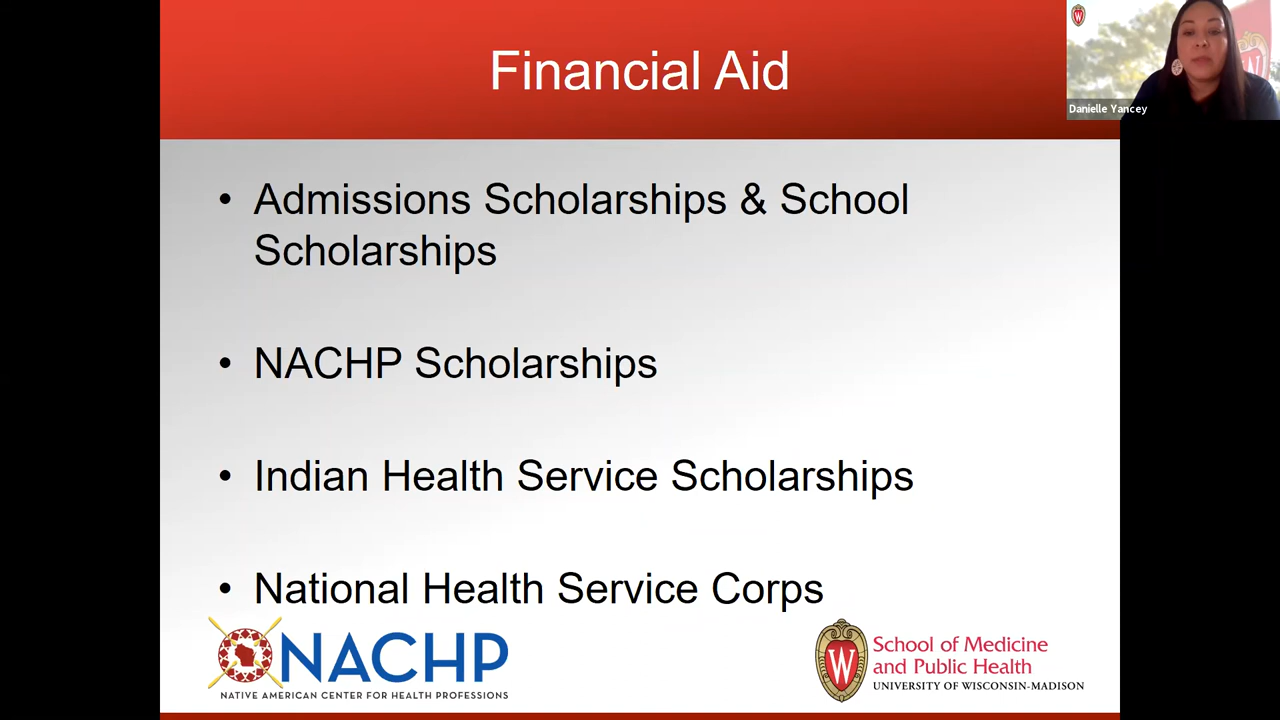 Financial Aid
W
W
Danielle Yancey
• Admissions Scholarships & School
Scholarships
• NACHP Scholarships
• Indian Health Service Scholarships
• National Health Service Corps
NACHP
NATIVE AMERICAN CENTER FOR HEALTH PROFESSIONS
W
School of Medicine
and Public Health
UNIVERSITY OF WISCONSIN-MADISON